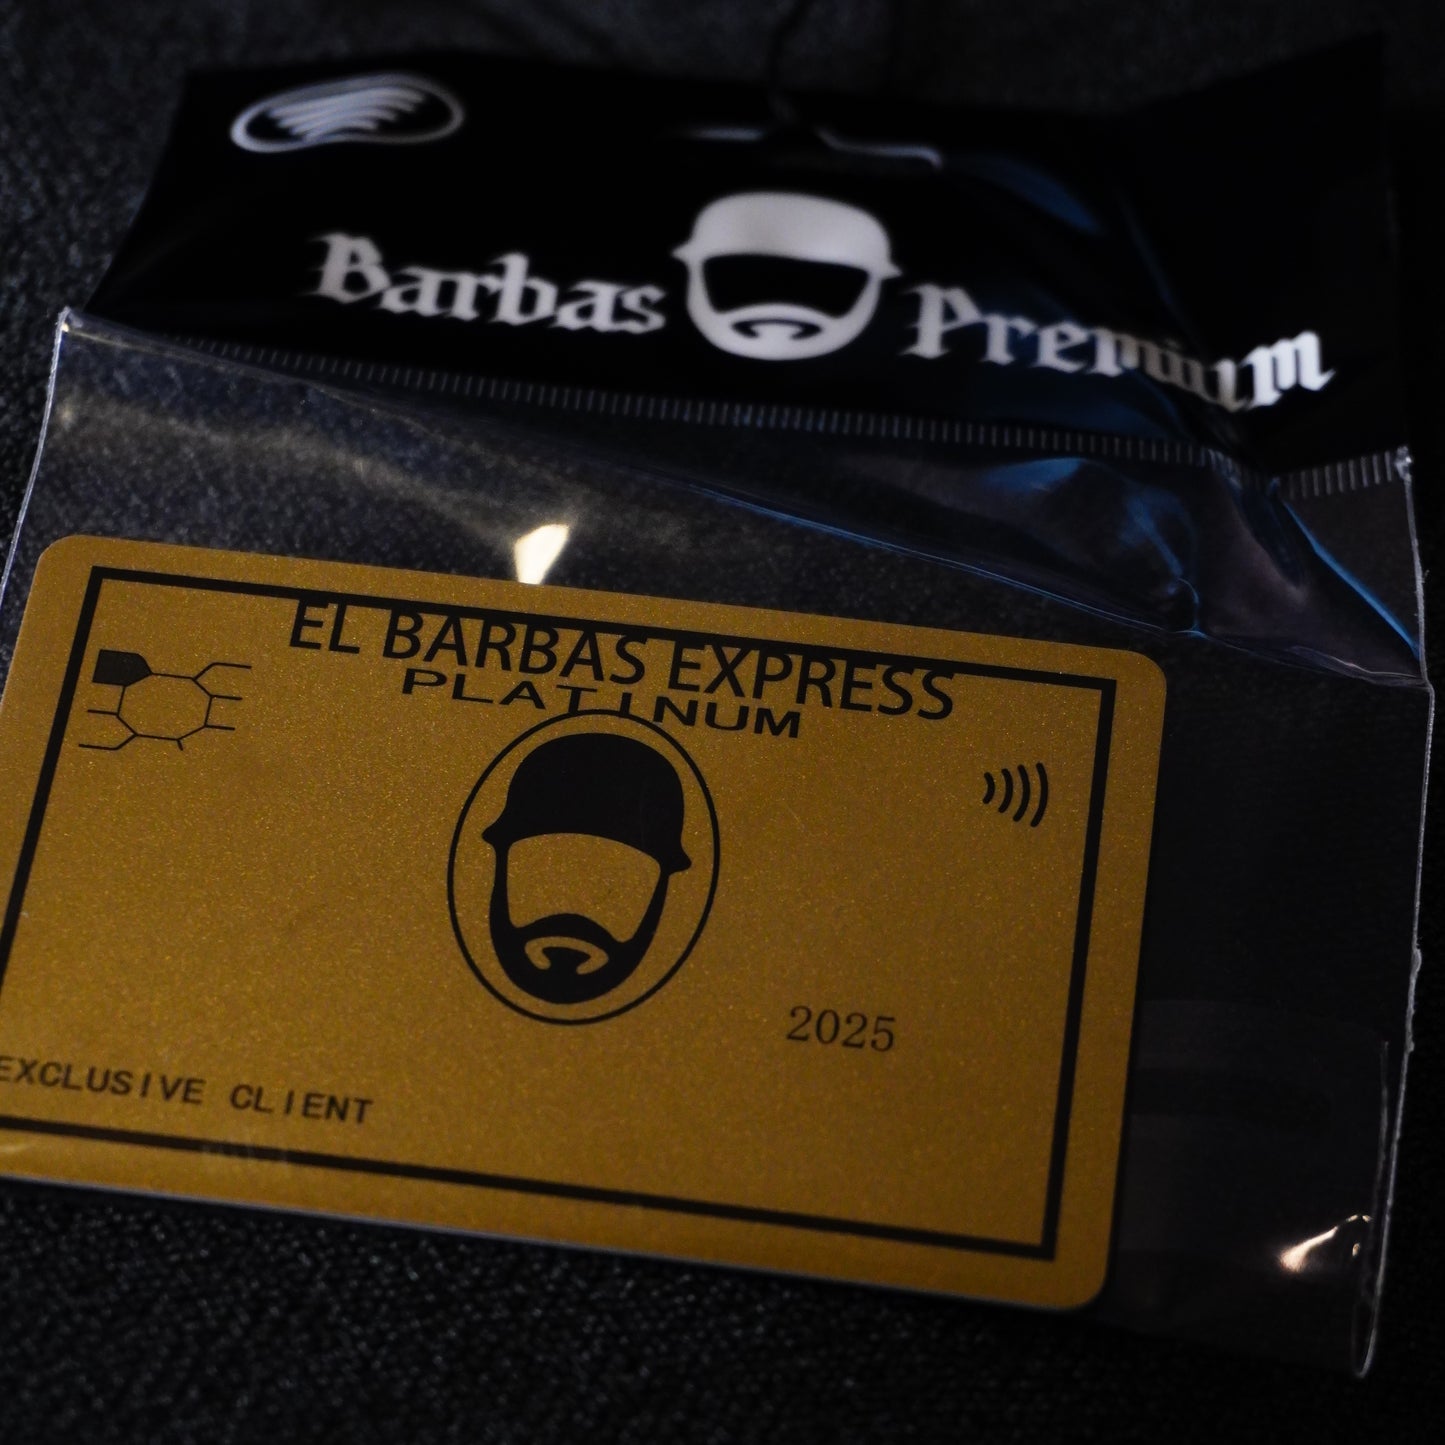 Barbas Premium
EL BARBAS EXPRESS
PLATINUM
2025
EXCLUSIVE CLIENT